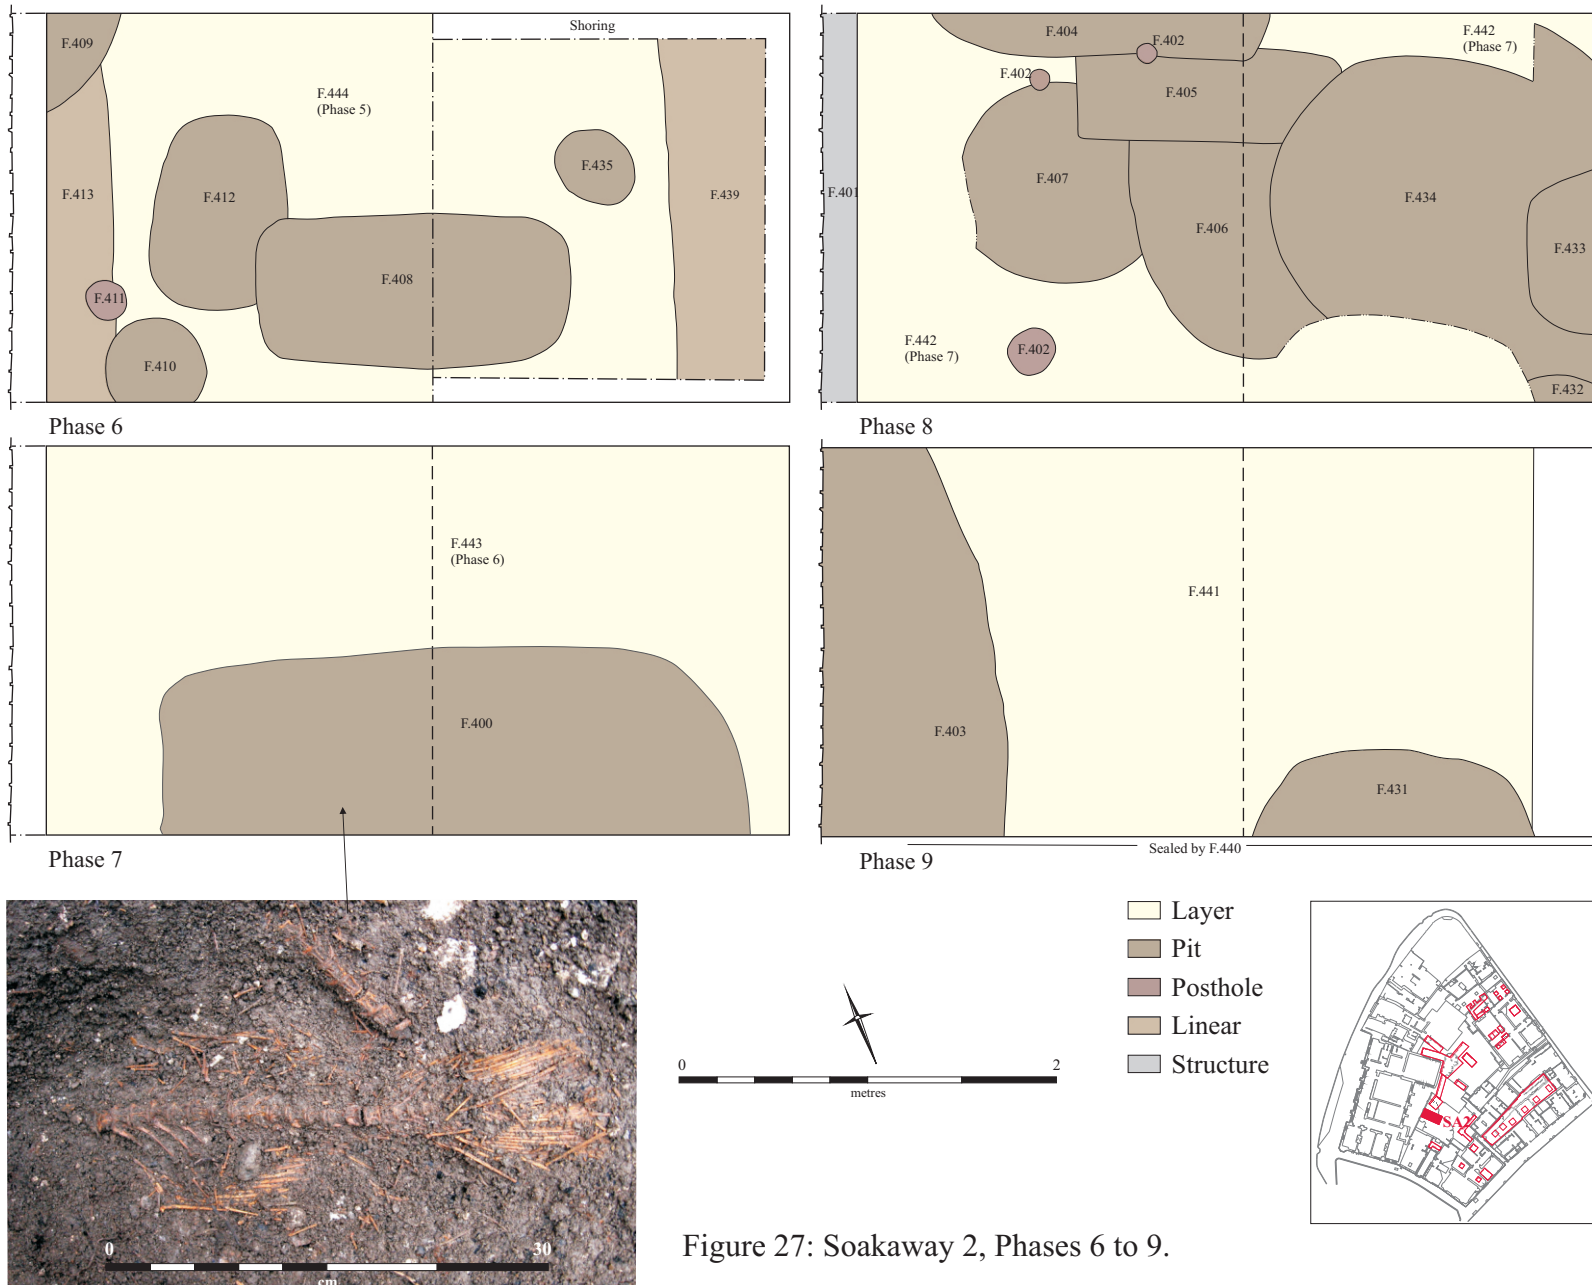 Shoring
F.409
F.444
(Phase 5)
F.435
F.413
F.412
F.439
F.408
F.411
F.410
Phase 6
F.404
F.402
F.442
(Phase 7)
F.402
F.405
F.401
F.407
F.434
F.406
F.433
F.442
(Phase 7)
F.402
F.432
Phase 8
F.443
(Phase 6)
F.400
Phase 7
F.441
F.403
F.431
Sealed by F.440
Phase 9
Layer
Pit
Posthole
Linear
Structure
0 2
metres
SA2
0 30
cm
Figure 27: Soakaway 2, Phases 6 to 9.